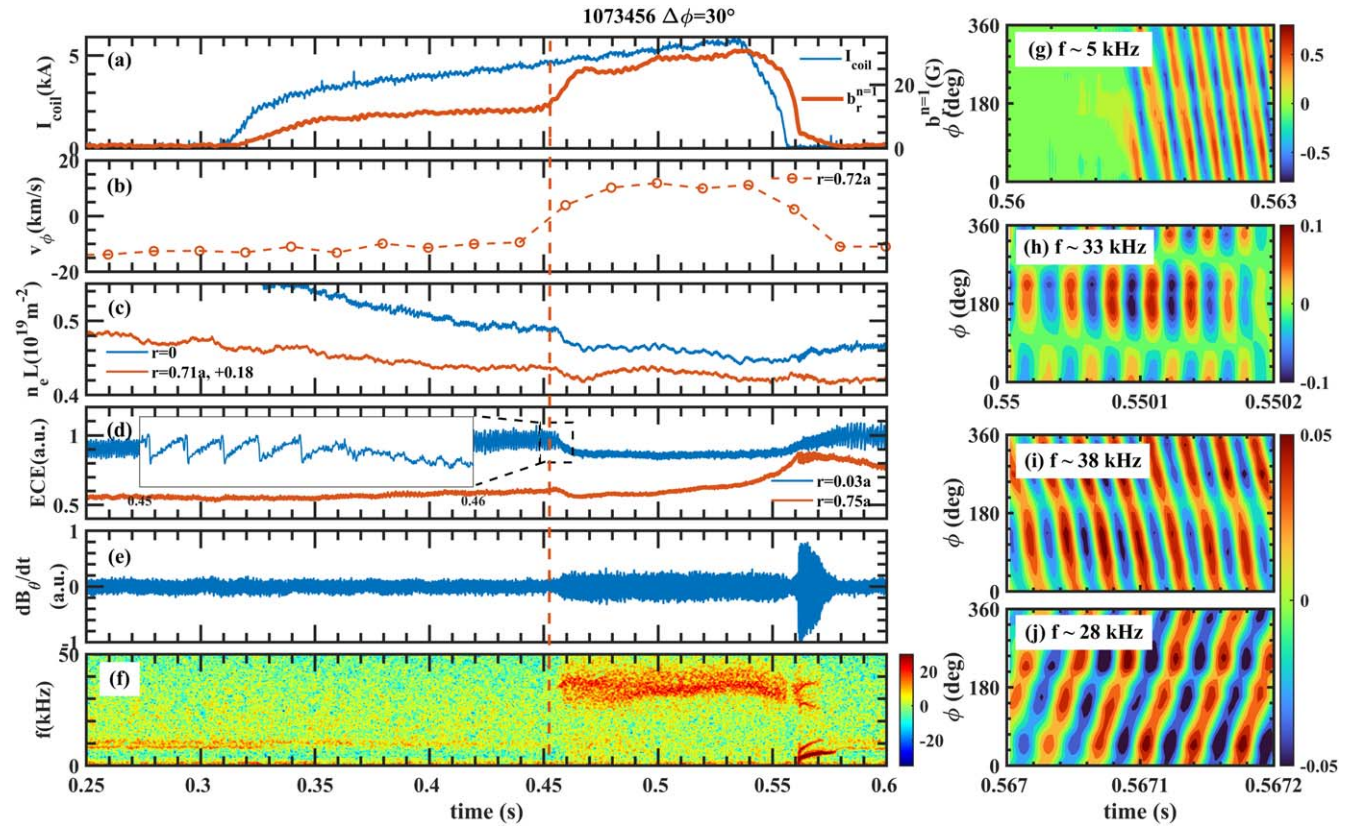 1073456 Δϕ=30°
(a)
I_coil (kA)
5
0
I_coil
b_r^{n=1}
20
0
b^{n=1}(G)
(b)
v_ϕ(km/s)
20
0
-20
r=0.72a
(c)
n_e L(10^{19} m^{-2})
0.5
0.4
r=0
r=0.71a, +0.18
(d)
ECE(a.u.)
1
0.5
0.45
0.46
r=0.03a
r=0.75a
(e)
dB_θ/dt
(a.u.)
1
0
1
(f)
f(kHz)
50
0
20
0
-20
0.25
0.3
0.35
0.4
0.45
0.5
0.55
0.6
time (s)
(g) f ~ 5 kHz
ϕ (deg)
360
180
0
0.56
0.563
0.5
0
-0.5
(h) f ~ 33 kHz
ϕ (deg)
360
180
0
0.55
0.5501
0.5502
0.1
0
-0.1
(i) f ~ 38 kHz
ϕ (deg)
360
180
0
(j) f ~ 28 kHz
ϕ (deg)
360
180
0
0.567
0.5671
0.5672
time (s)
0.05
0
-0.05